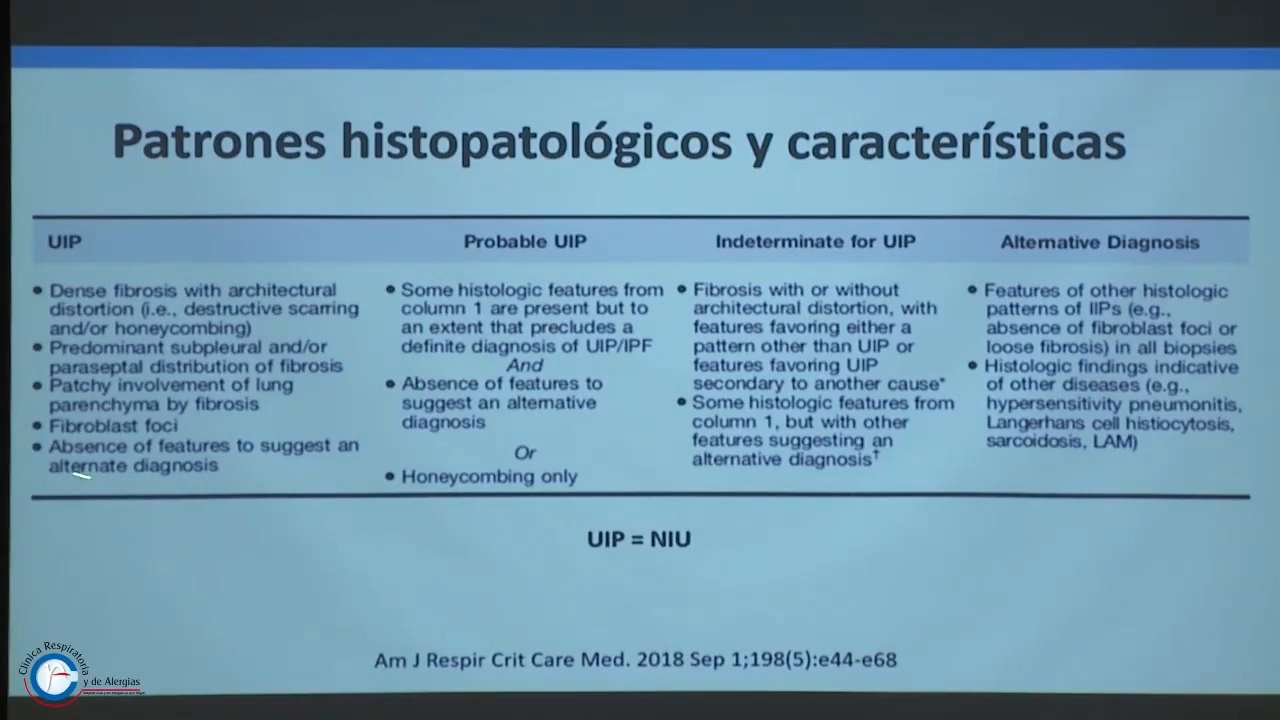 Patrones histopatológicos y características
UIP
Probable UIP
Indeterminate for UIP
Alternative Diagnosis
• Dense fibrosis with architectural
distortion (i.e., destructive scarring
and/or honeycombing)
• Predominant subpleural and/or
paraseptal distribution of fibrosis
• Patchy involvement of lung
parenchyma by fibrosis
• Fibroblast foci
• Absence of features to suggest an
alternate diagnosis
• Some histologic features from
column 1 are present but to
an extent that precludes a
definite diagnosis of UIP/IPF
And
• Absence of features to
suggest an alternative
diagnosis
Or
• Honeycombing only
• Fibrosis with or without
architectural distortion, with
features favoring either a
pattern other than UIP or
features favoring UIP
secondary to another cause*
• Some histologic features from
column 1, but with other
features suggesting an
alternative diagnosis†
• Features of other histologic
patterns of IIPs (e.g.,
absence of fibroblast foci or
loose fibrosis) in all biopsies
• Histologic findings indicative
of other diseases (e.g.,
hypersensitivity pneumonitis,
Langerhans cell histiocytosis,
sarcoidosis, LAM)
UIP = NIU
Am J Respir Crit Care Med. 2018 Sep 1;198(5):e44-e68
Clínica Respiratoria
y de Alergias